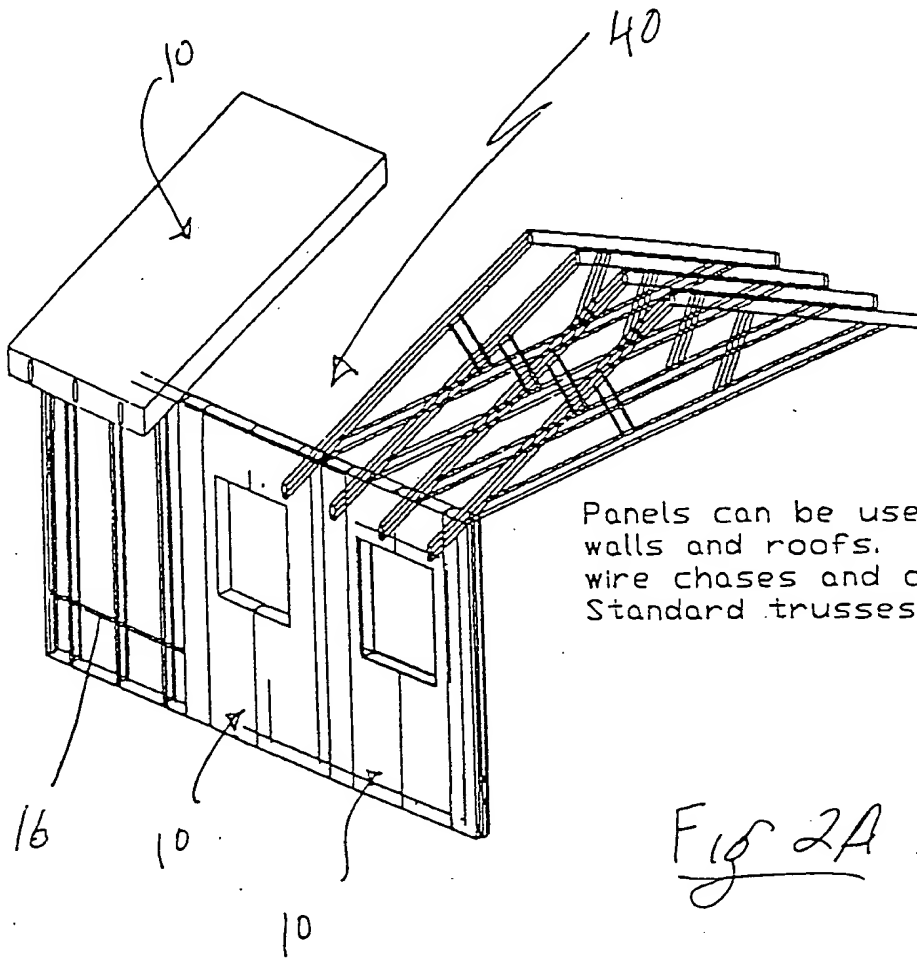 40
10
Panels can be use
walls and roofs.
wire chases and
Standard trusses
16
10
10
Fig 2A